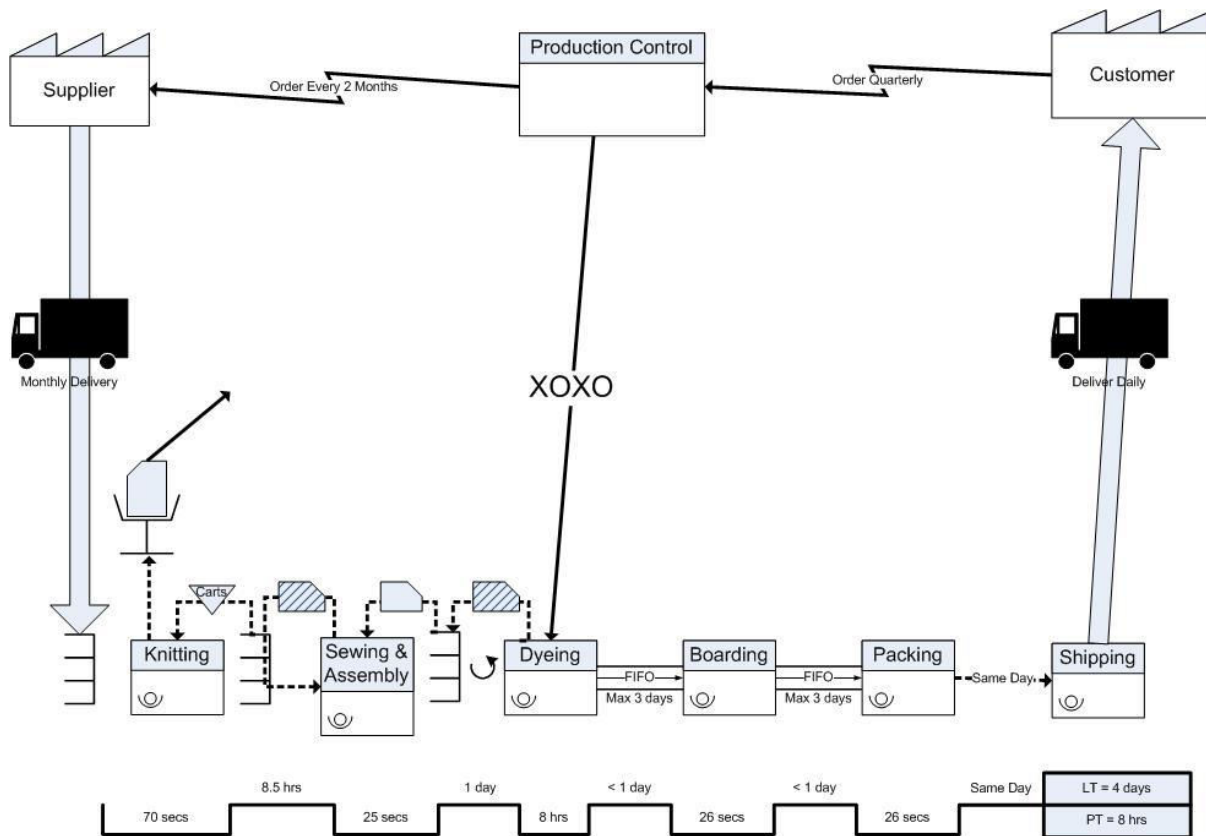 Production Control
Supplier
Customer
Order Every 2 Months
Order Quarterly
Monthly Delivery
XOXO
Deliver Daily
Carts
Knitting
Sewing &
Assembly
Dyeing
Boarding
Packing
Shipping
FIFO
Max 3 days
FIFO
Max 3 days
Same Day
8.5 hrs
1 day
< 1 day
< 1 day
Same Day
LT = 4 days
70 secs
25 secs
8 hrs
26 secs
26 secs
PT = 8 hrs